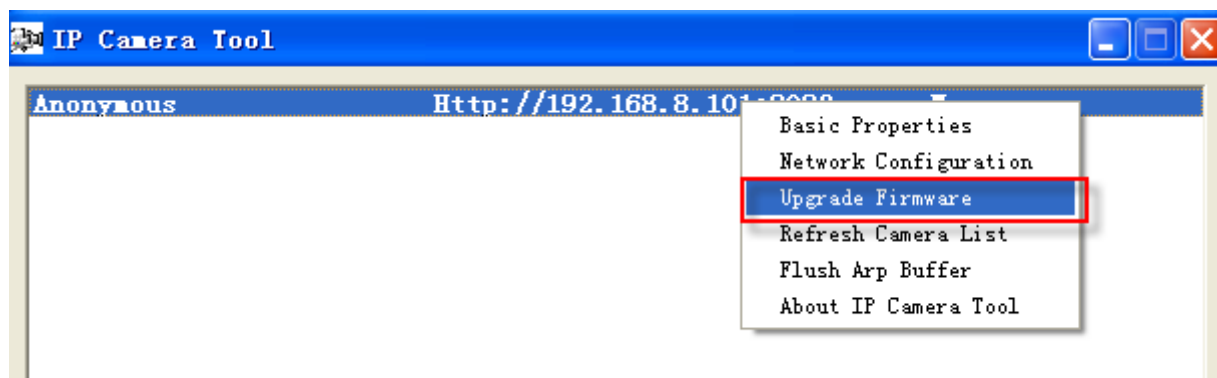 IP Camera Tool
Anonymous Http://192.168.8.101:8088
Basic Properties
Network Configuration
Upgrade Firmware
Refresh Camera List
Flush Arp Buffer
About IP Camera Tool